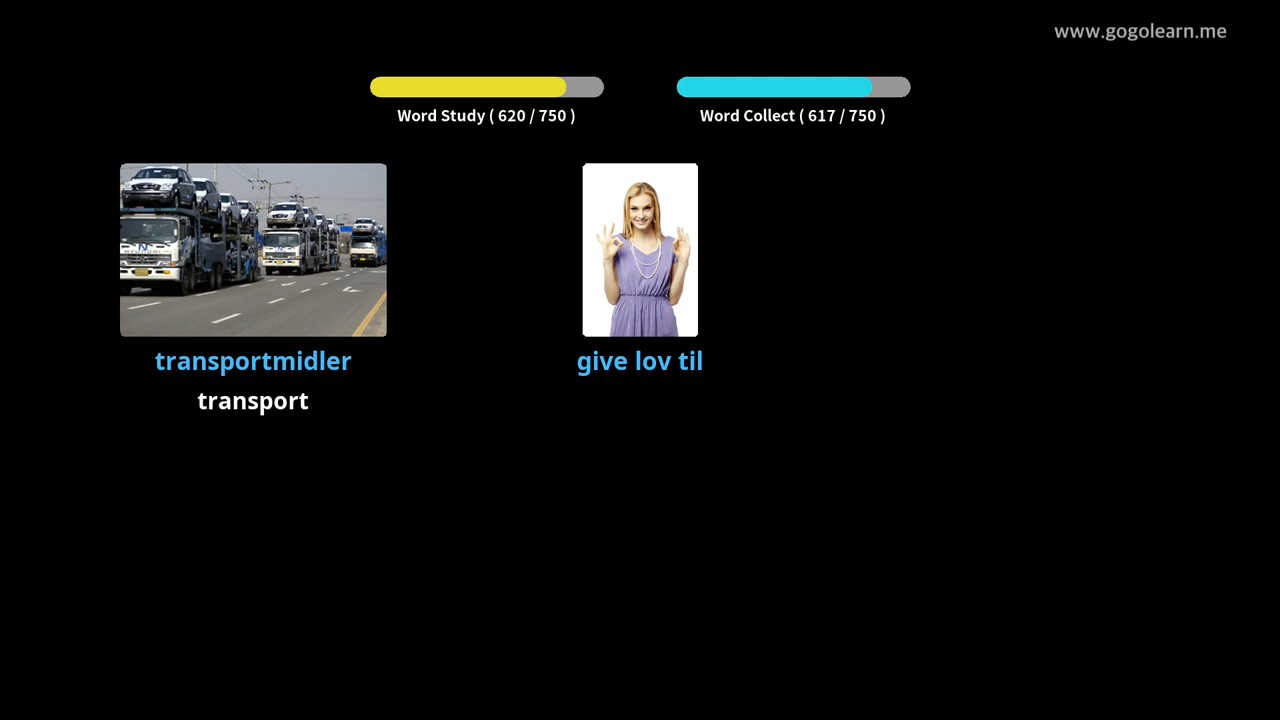 www.gogolearn.me
Word Study ( 620 / 750 )
Word Collect ( 617 / 750 )
transportmidler
transport
give lov til